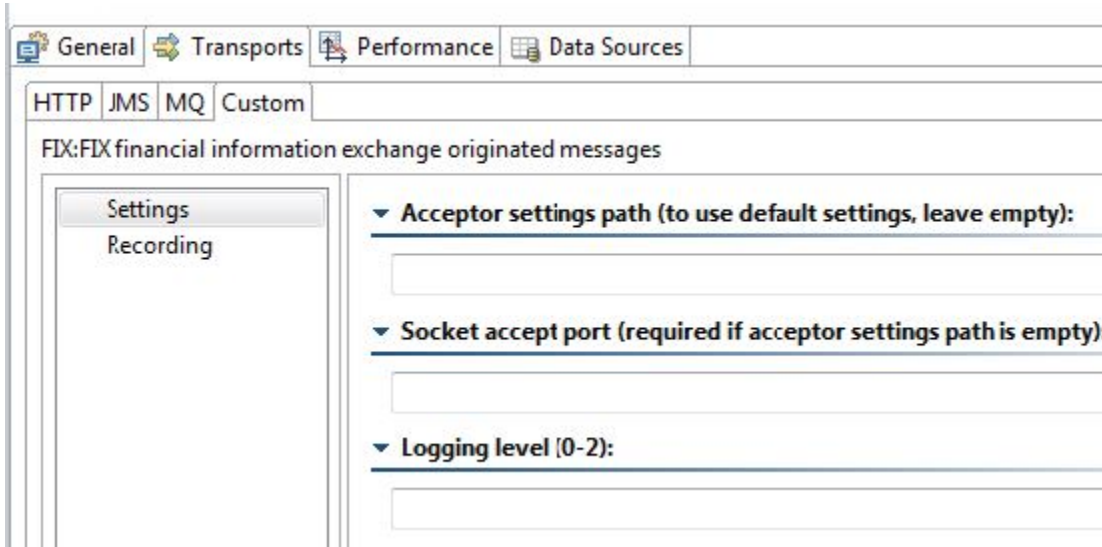 General Transports Performance Data Sources
HTTP JMS MQ Custom
FIX:FIX financial information exchange originated messages
Settings
Recording
Acceptor settings path (to use default settings, leave empty):
Socket accept port (required if acceptor settings path is empty)
Logging level (0-2):